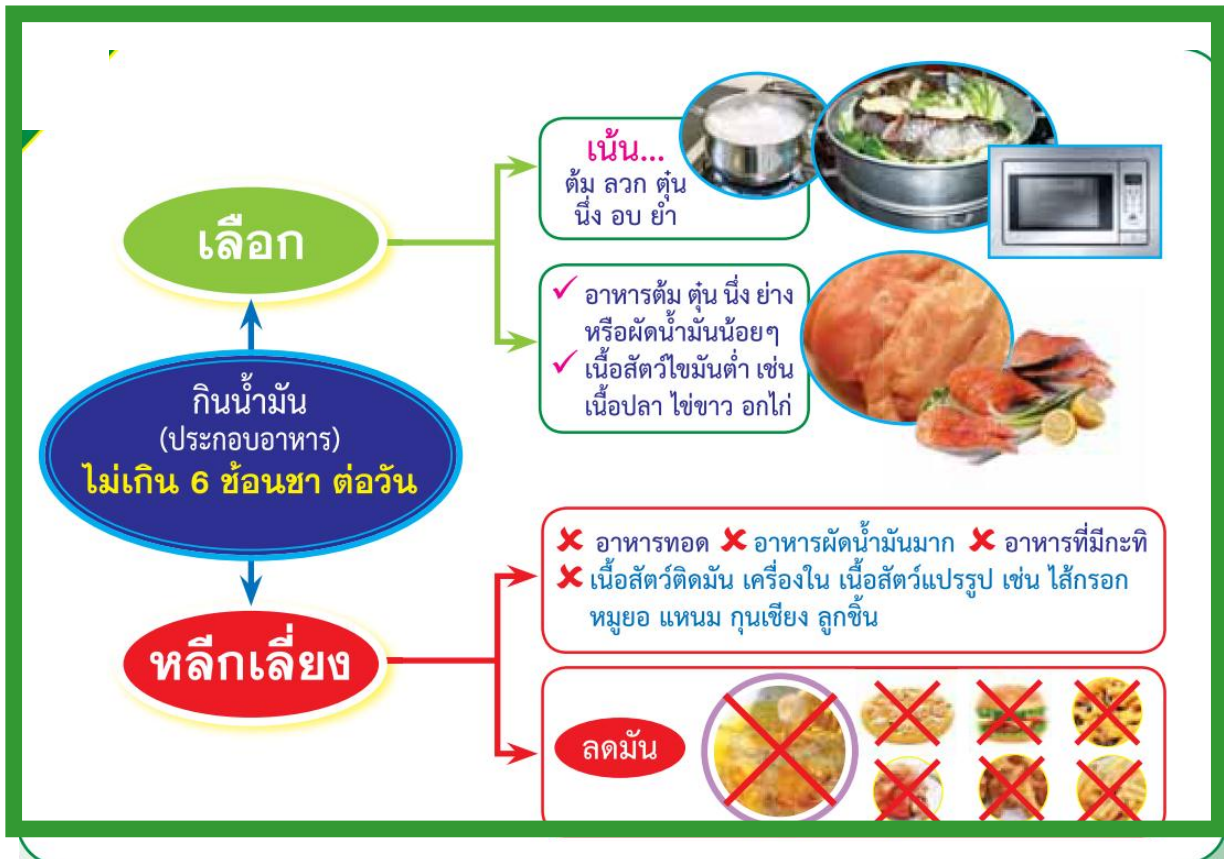 เน้น...
ต้ม ลวก ตุ๋น
นึ่ง อบ ยำ
เลือก
✓ อาหารต้ม ตุ๋น นึ่ง ย่าง
หรือผัดน้ำมันน้อยๆ
✓ เนื้อสัตว์ไขมันต่ำ เช่น
เนื้อปลา ไข่ขาว อกไก่
กินน้ำมัน
(ประกอบอาหาร)
ไม่เกิน 6 ช้อนชา ต่อวัน
✘ อาหารทอด ✘ อาหารผัดน้ำมันมาก ✘ อาหารที่มีกะทิ
✘ เนื้อสัตว์ติดมัน เครื่องใน เนื้อสัตว์แปรรูป เช่น ไส้กรอก
หมูยอ แหนม กุนเชียง ลูกชิ้น
หลีกเลี่ยง
ลดมัน